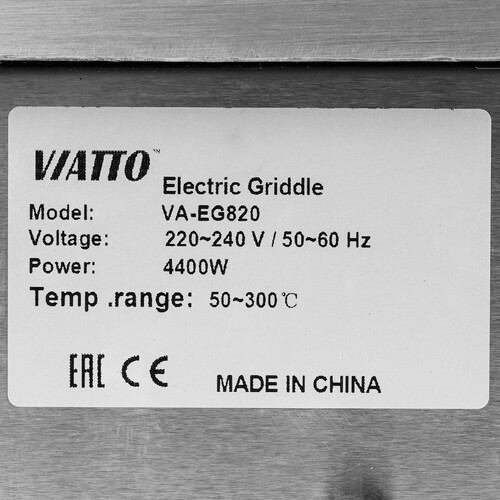 VIATTO™
Electric Griddle
Model: VA-EG820
Voltage: 220~240 V / 50~60 Hz
Power: 4400W
Temp .range: 50~300℃
EAC CE MADE IN CHINA